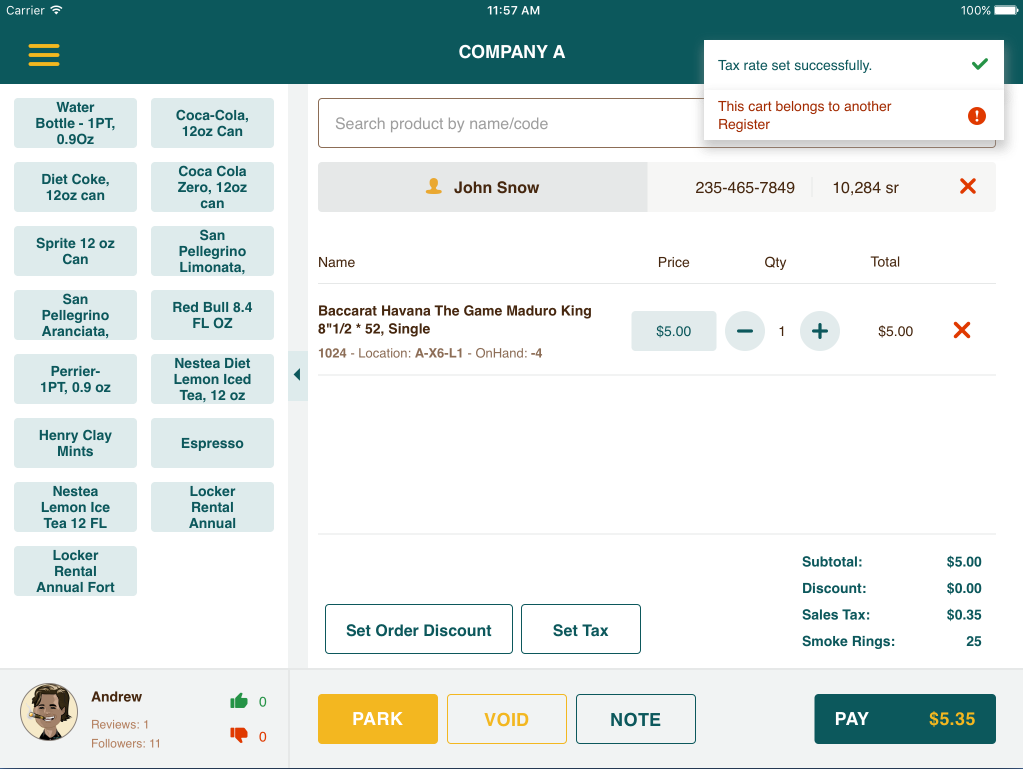 Carrier
11:57 AM
100%
COMPANY A
Tax rate set successfully.
This cart belongs to another
Register
Water
Bottle - 1PT,
0.9Oz
Coca-Cola,
12oz Can
Diet Coke,
12oz can
Coca Cola
Zero, 12oz
can
Sprite 12 oz
Can
San
Pellegrino
Limonata,
San
Pellegrino
Aranciata,
Red Bull 8.4
FL OZ
Perrier-
1PT, 0.9 oz
Nestea Diet
Lemon Iced
Tea, 12 oz
Henry Clay
Mints
Espresso
Nestea
Lemon Ice
Tea 12 FL
Locker
Rental
Annual
Locker
Rental
Annual Fort
Search product by name/code
John Snow 235-465-7849 10,284 sr
Name Price Qty Total
Baccarat Havana The Game Maduro King
8"1/2 * 52, Single
1024 - Location: A-X6-L1 - OnHand: -4
$5.00 1 $5.00
Subtotal: $5.00
Discount: $0.00
Sales Tax: $0.35
Smoke Rings: 25
Set Order Discount
Set Tax
Andrew
Reviews: 1
Followers: 11
0
0
PARK
VOID
NOTE
PAY $5.35